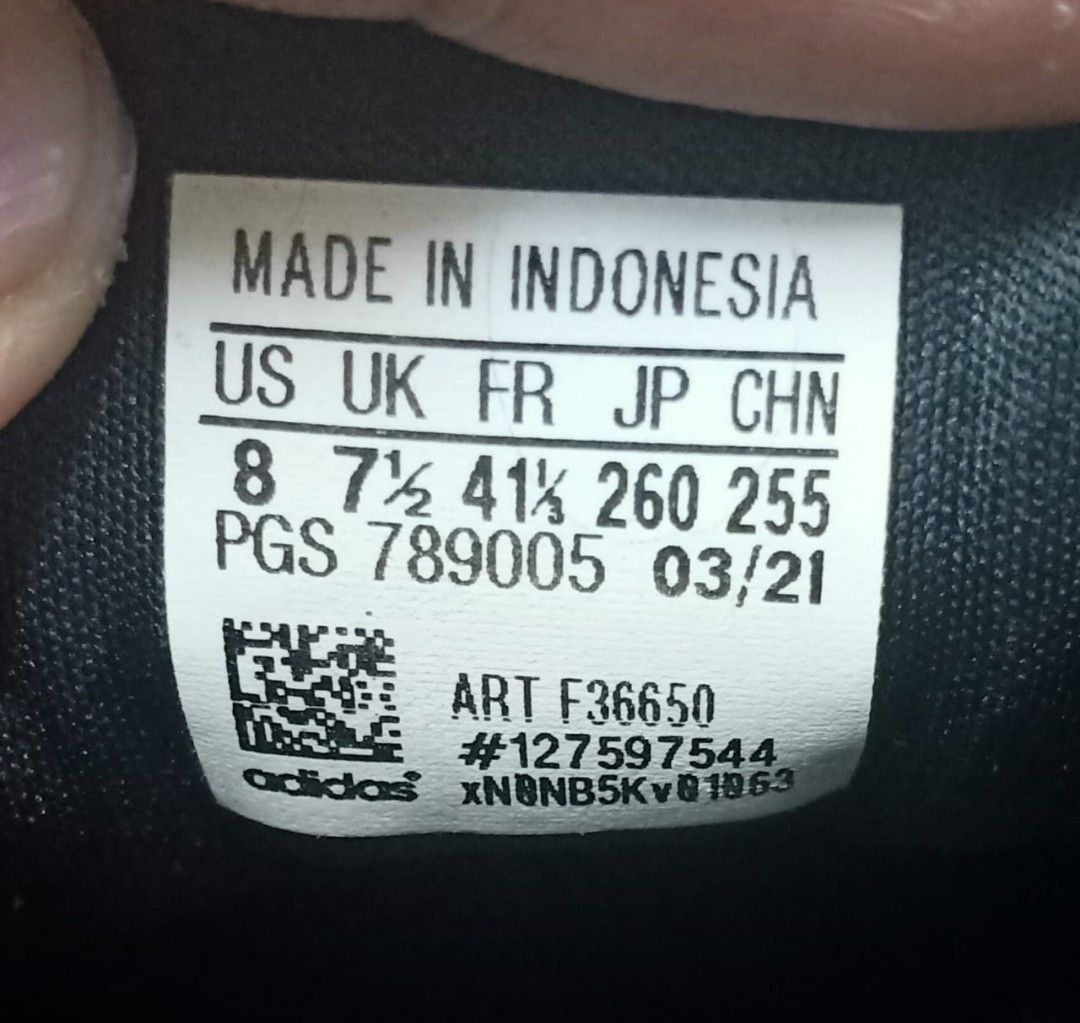 MADE IN INDONESIA
US UK FR JP CHN
8 7½ 41⅓ 260 255
PGS 789005 03/21
ART F36650
#127597544
adidas xN0NB5Kv01063